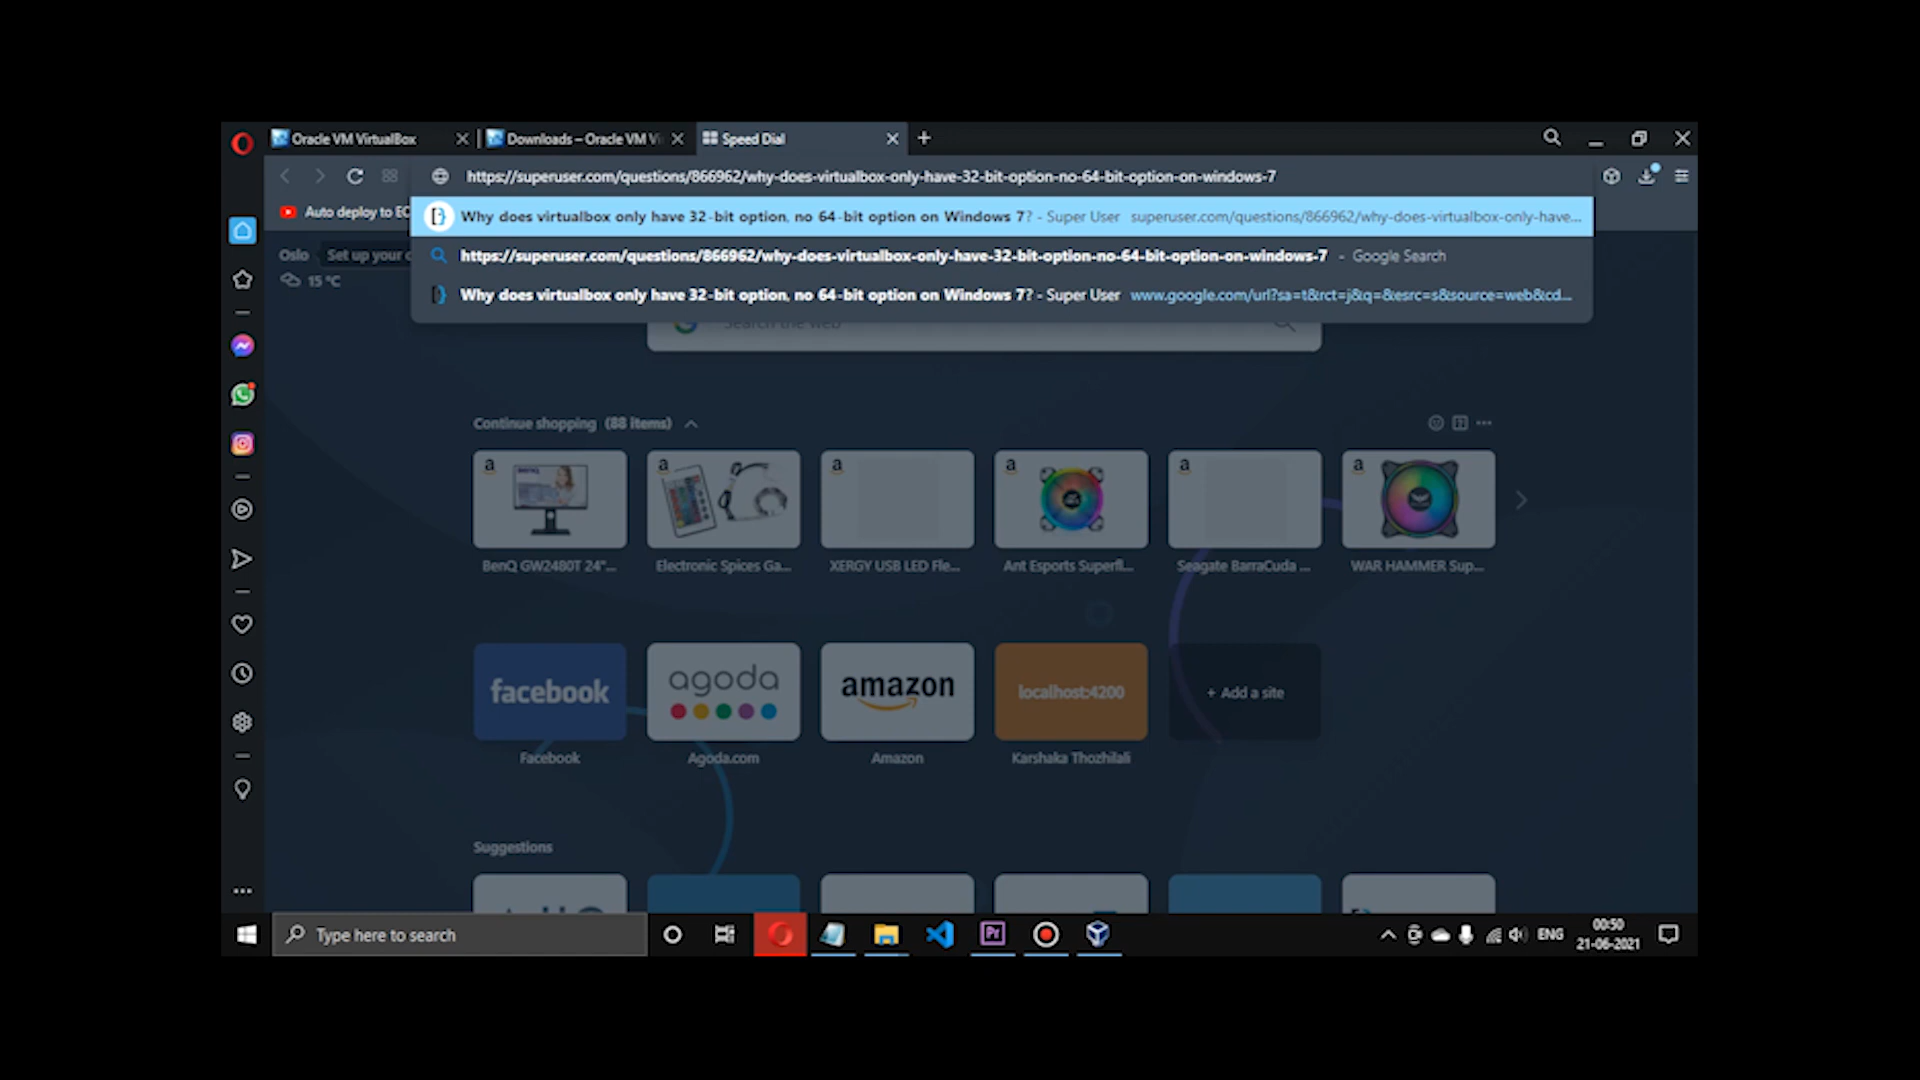 Oracle VM VirtualBox
Downloads – Oracle VM Vi
Speed Dial
https://superuser.com/questions/866962/why-does-virtualbox-only-have-32-bit-option-no-64-bit-option-on-windows-7
Auto deploy to EC
Why does virtualbox only have 32-bit option, no 64-bit option on Windows 7? - Super User superuser.com/questions/866962/why-does-virtualbox-only-have...
Oslo Set up your c
https://superuser.com/questions/866962/why-does-virtualbox-only-have-32-bit-option-no-64-bit-option-on-windows-7 - Google Search
15 °C
Why does virtualbox only have 32-bit option, no 64-bit option on Windows 7? - Super User www.google.com/url?sa=t&rct=j&q=&esrc=s&source=web&cd...
Search the web
Continue shopping (88 items)
BenQ GW2480T 24"...
Electronic Spices Ga...
XERGY USB LED Fle...
Ant Esports Superfl...
Seagate BarraCuda ...
WAR HAMMER Sup...
facebook
agoda
amazon
localhost:4200
+ Add a site
Facebook
Agoda.com
Amazon
Karshaka Thozhilali
Suggestions
Type here to search
Pr
ENG
00:50
21-06-2021